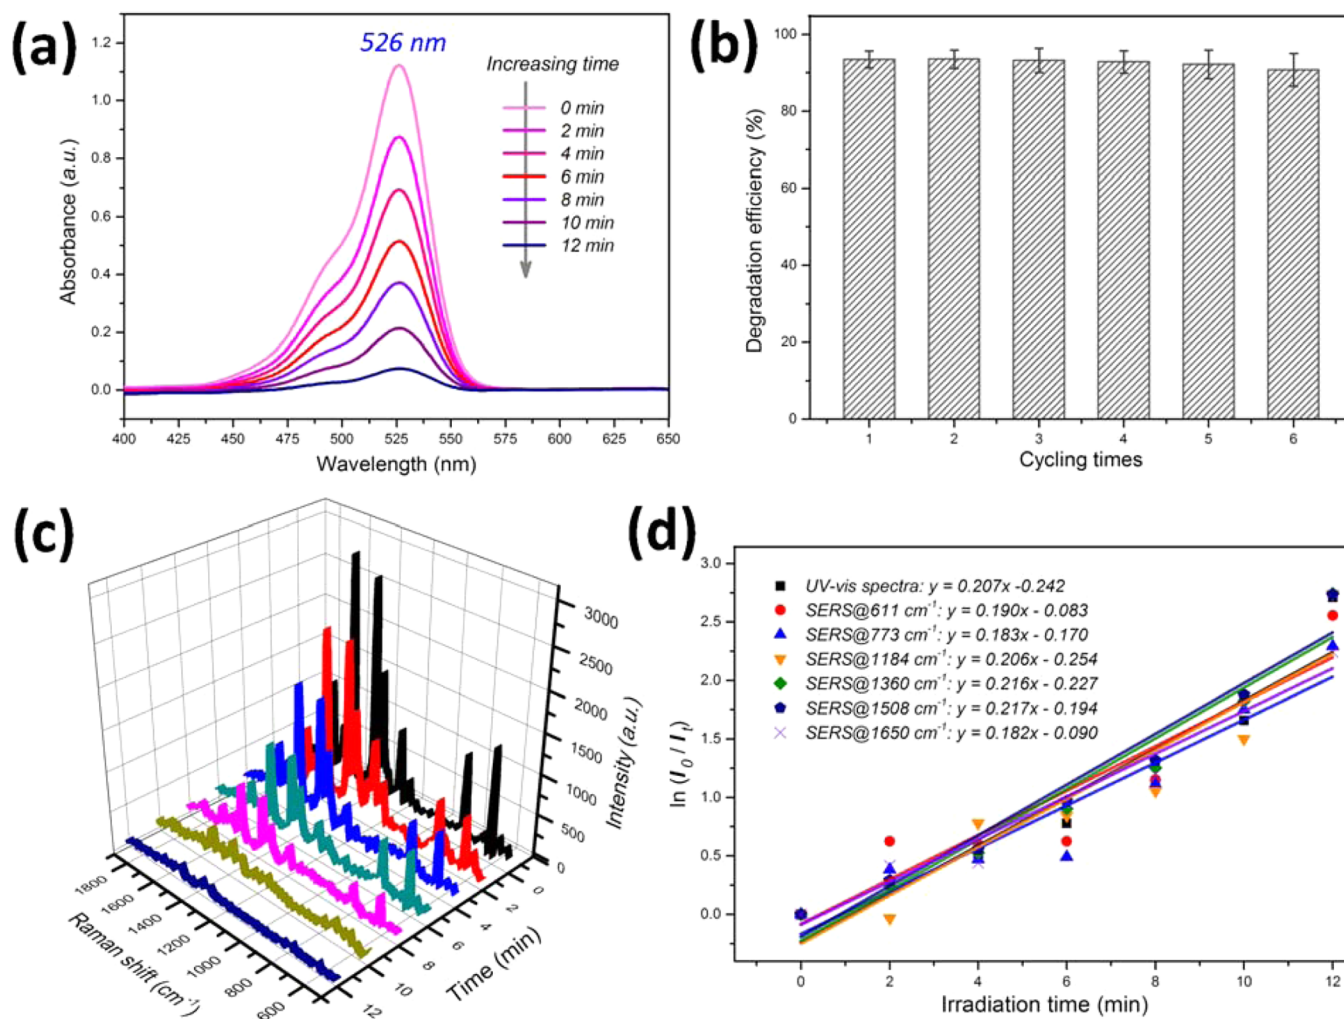 (a)
526 nm
Increasing time
0 min
2 min
4 min
6 min
8 min
10 min
12 min
1.2
1.0
0.8
0.6
0.4
0.2
0.0
Absorbance (a.u.)
400 425 450 475 500 525 550 575 600 625 650
Wavelength (nm)
(b)
100
80
60
40
20
0
Degradation efficiency (%)
1 2 3 4 5 6
Cycling times
(c)
3000
2500
2000
1500
1000
500
0
Intensity (a.u.)
0
2
4
6
8
10
12
Time (min)
1800
1600
1400
1200
1000
800
600
Raman shift (cm⁻¹)
(d)
3.0
2.5
2.0
1.5
1.0
0.5
0.0
ln (I₀ / Iₜ)
UV-vis spectra: y = 0.207x -0.242
SERS@611 cm⁻¹: y = 0.190x - 0.083
SERS@773 cm⁻¹: y = 0.183x - 0.170
SERS@1184 cm⁻¹: y = 0.206x - 0.254
SERS@1360 cm⁻¹: y = 0.216x - 0.227
SERS@1508 cm⁻¹: y = 0.217x - 0.194
SERS@1650 cm⁻¹: y = 0.182x - 0.090
0 2 4 6 8 10 12
Irradiation time (min)